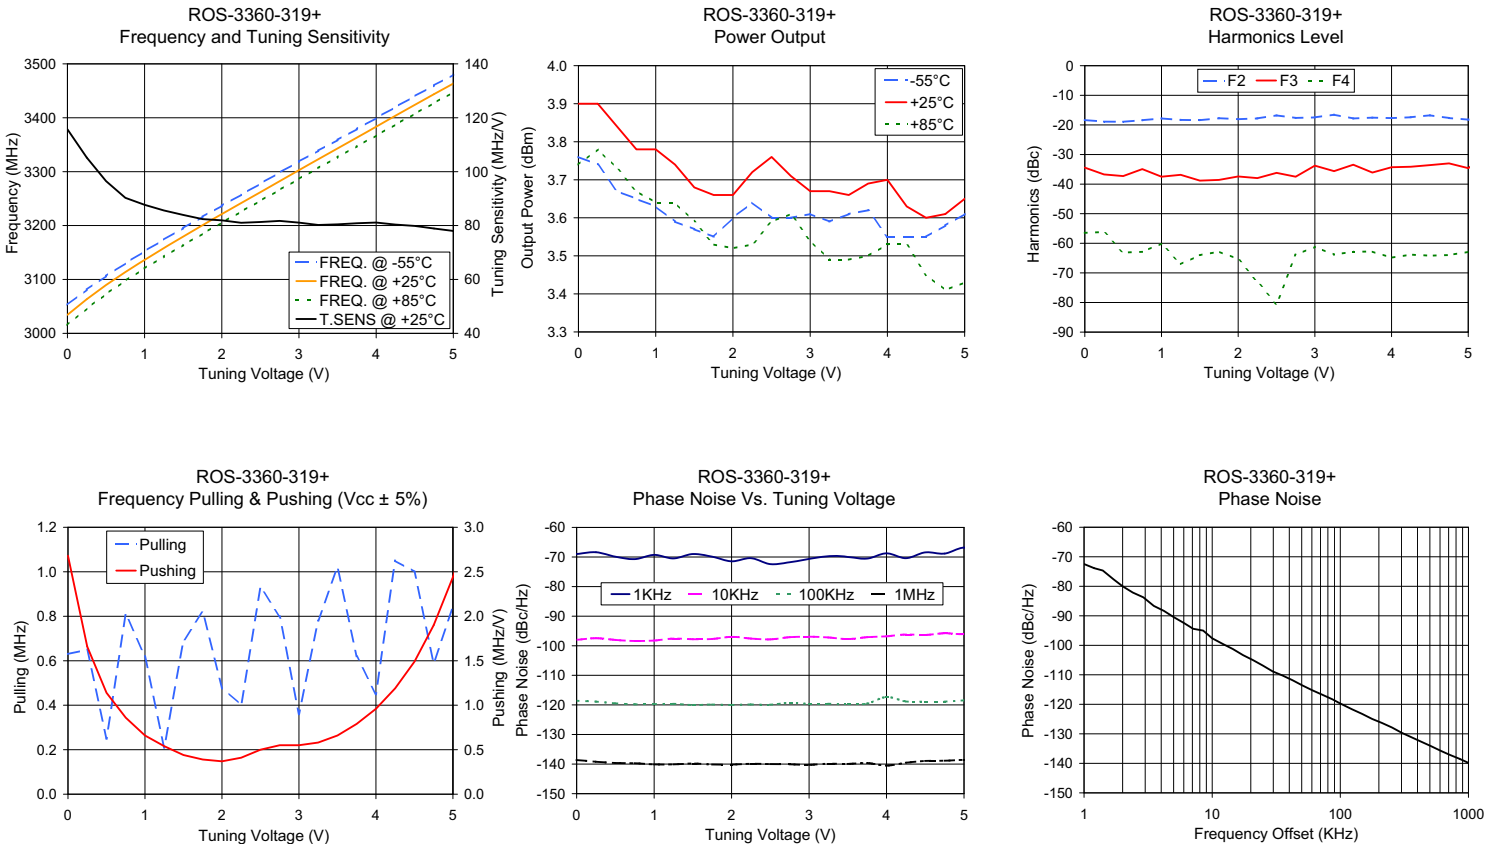 ROS-3360-319+
Frequency and Tuning Sensitivity
3500
3400
3300
3200
3100
3000
Frequency (MHz)
140
120
100
80
60
40
Tuning Sensitivity (MHz/V)
FREQ. @ -55°C
FREQ. @ +25°C
FREQ. @ +85°C
T.SENS @ +25°C
0 1 2 3 4 5
Tuning Voltage (V)
ROS-3360-319+
Power Output
4.0
3.9
3.8
3.7
3.6
3.5
3.4
3.3
Output Power (dBm)
-55°C
+25°C
+85°C
0 1 2 3 4 5
Tuning Voltage (V)
ROS-3360-319+
Harmonics Level
0
-10
-20
-30
-40
-50
-60
-70
-80
-90
Harmonics (dBc)
F2 F3 F4
0 1 2 3 4 5
Tuning Voltage (V)
ROS-3360-319+
Frequency Pulling & Pushing (Vcc ± 5%)
1.2
1.0
0.8
0.6
0.4
0.2
0.0
Pulling (MHz)
3.0
2.5
2.0
1.5
1.0
0.5
0.0
Pushing (MHz/V)
Pulling
Pushing
0 1 2 3 4 5
Tuning Voltage (V)
ROS-3360-319+
Phase Noise Vs. Tuning Voltage
-60
-70
-80
-90
-100
-110
-120
-130
-140
-150
Phase Noise (dBc/Hz)
1KHz 10KHz 100KHz 1MHz
0 1 2 3 4 5
Tuning Voltage (V)
ROS-3360-319+
Phase Noise
-60
-70
-80
-90
-100
-110
-120
-130
-140
-150
Phase Noise (dBc/Hz)
1 10 100 1000
Frequency Offset (KHz)